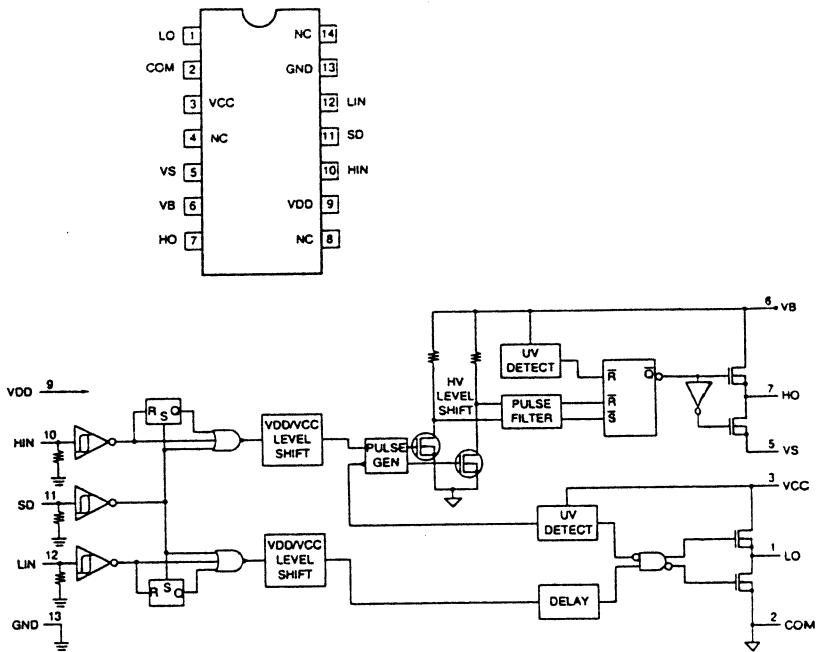 LO 1 NC 14
COM 2 GND 13
3 VCC 12 LIN
4 NC 11 SD
VS 5 10 HIN
VB 6 VDD 9
HO 7 NC 8
6 VB
UV DETECT
R Q
HV LEVEL SHIFT
7 HO
PULSE FILTER
R
S
5 VS
VDD 9
R S Q
HIN 10
VDD/VCC LEVEL SHIFT
PULSE GEN
SD 11
3 VCC
UV DETECT
LIN 12
VDD/VCC LEVEL SHIFT
1 LO
R S Q
DELAY
GND 13
2 COM